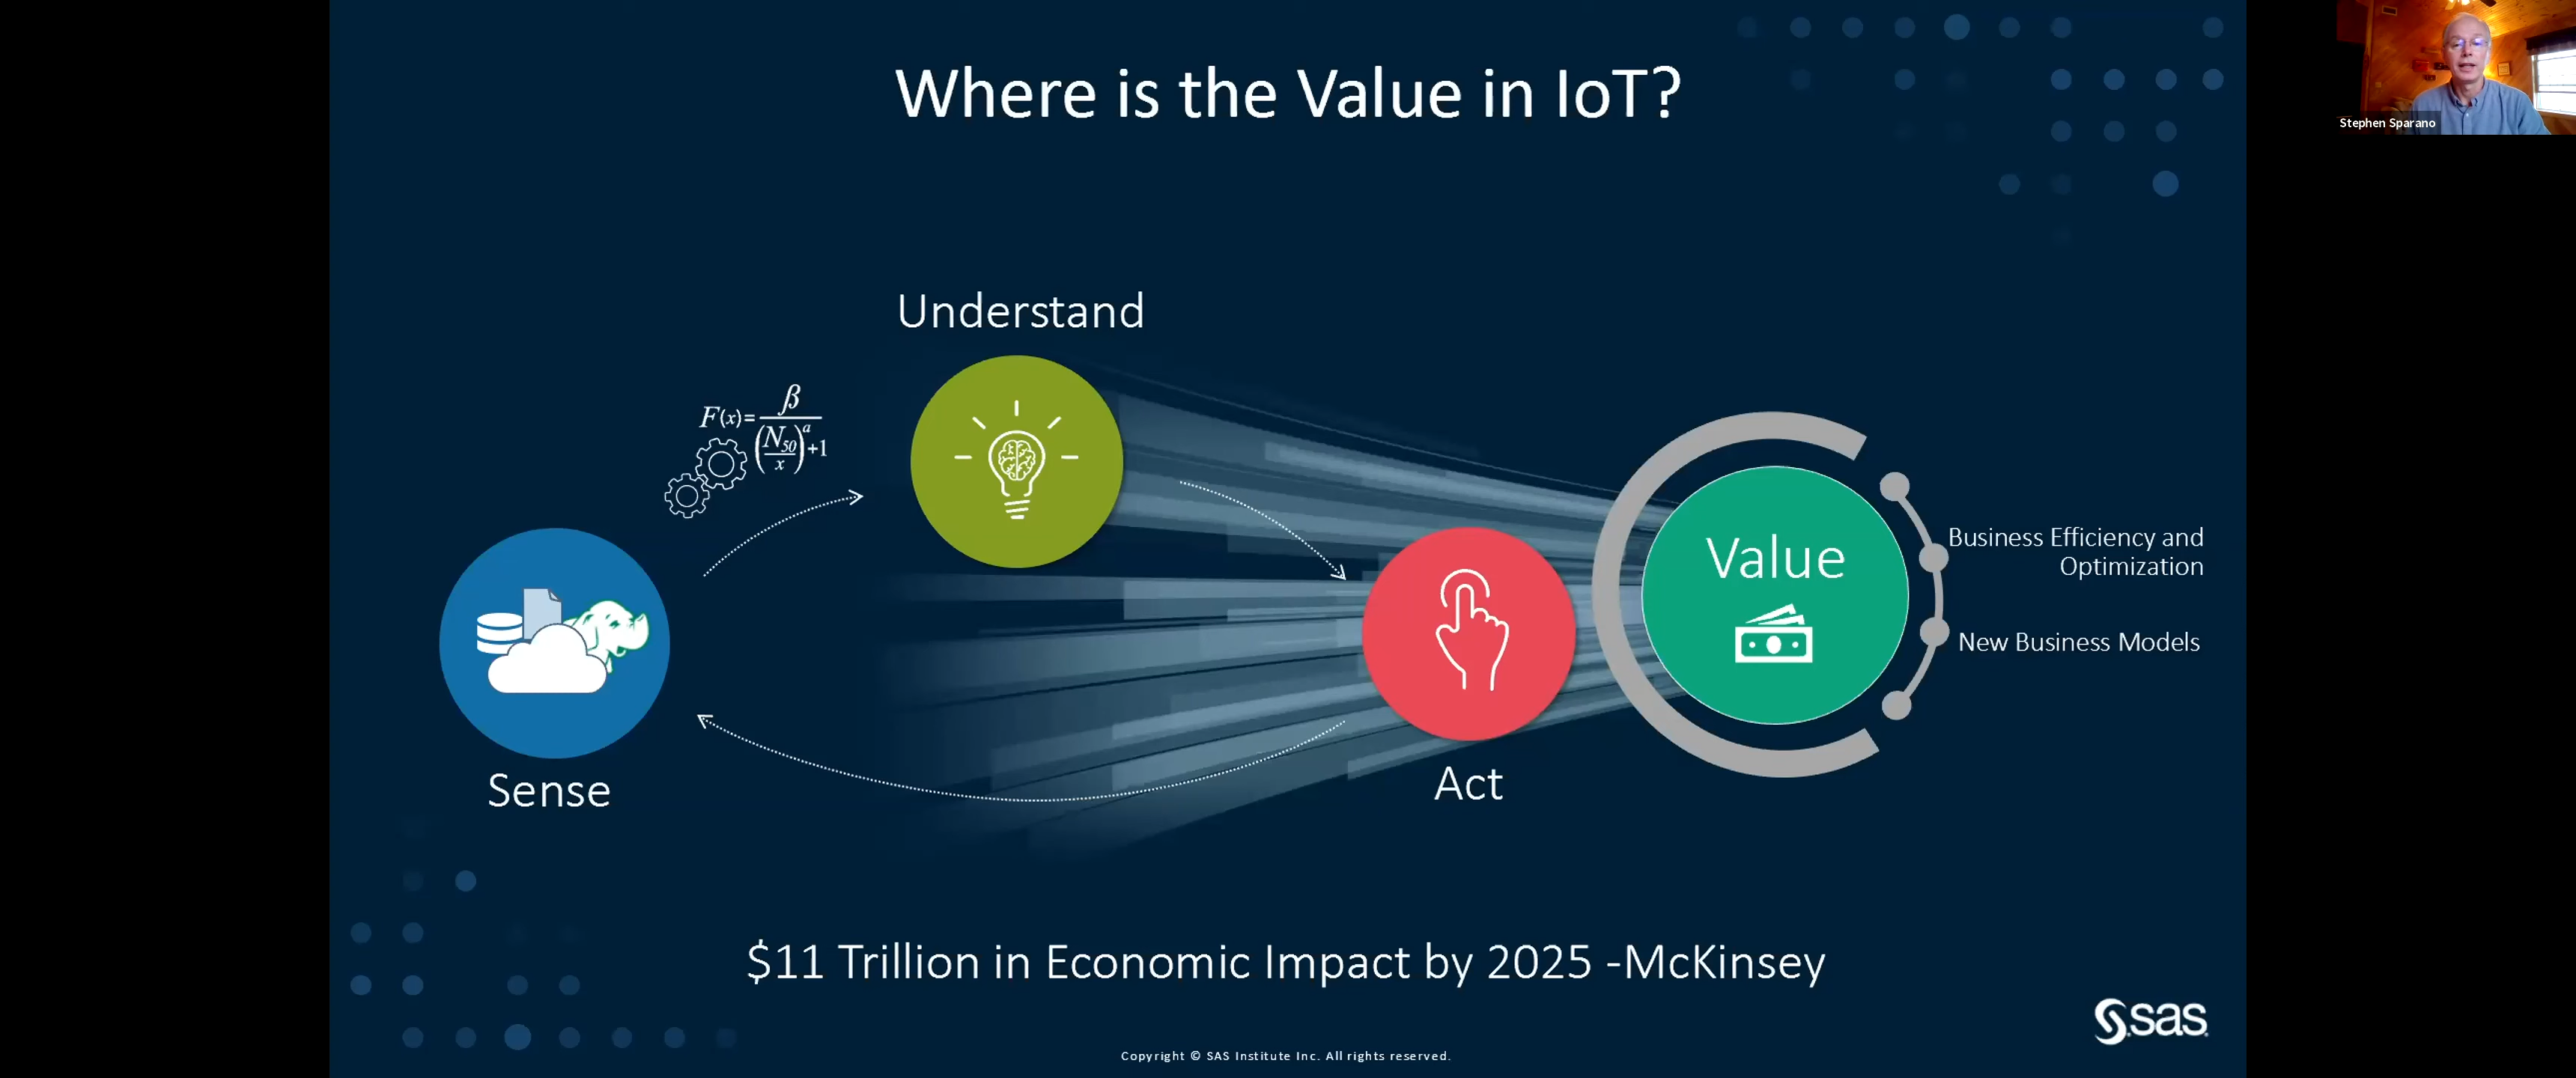 Where is the Value in IoT?
Stephen Sparano
Understand
F(x)=β/((N50/x)^a+1)
Value
Business Efficiency and
Optimization
New Business Models
Sense
Act
$11 Trillion in Economic Impact by 2025 -McKinsey
sas
Copyright © SAS Institute Inc. All rights reserved.